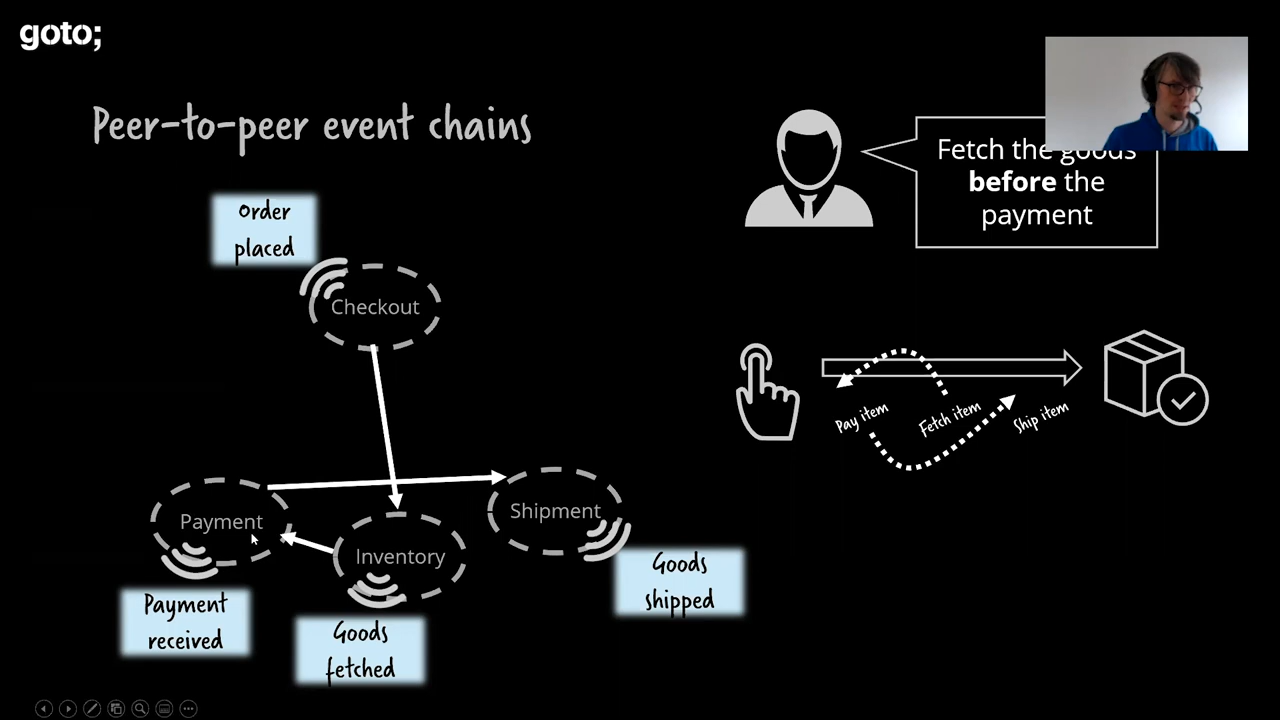 goto;
Peer-to-peer event chains
Fetch the goods
before the
payment
Order
placed
Checkout
Pay item
Fetch item
Ship item
Payment
Inventory
Shipment
Payment
received
Goods
fetched
Goods
shipped